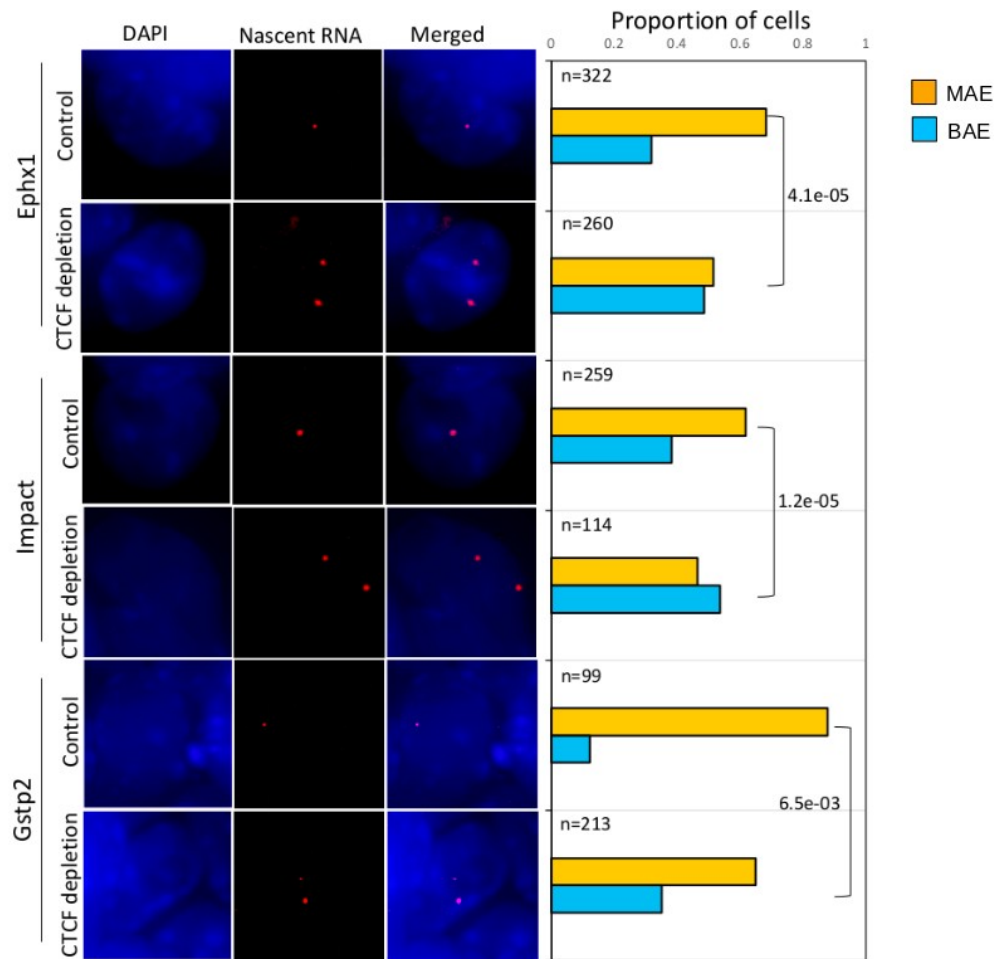 DAPI Nascent RNA Merged Proportion of cells
0 0.2 0.4 0.6 0.8 1
MAE
BAE
Ephx1
Control
n=322
4.1e-05
CTCF depletion
n=260
Impact
Control
n=259
1.2e-05
CTCF depletion
n=114
Gstp2
Control
n=99
6.5e-03
CTCF depletion
n=213